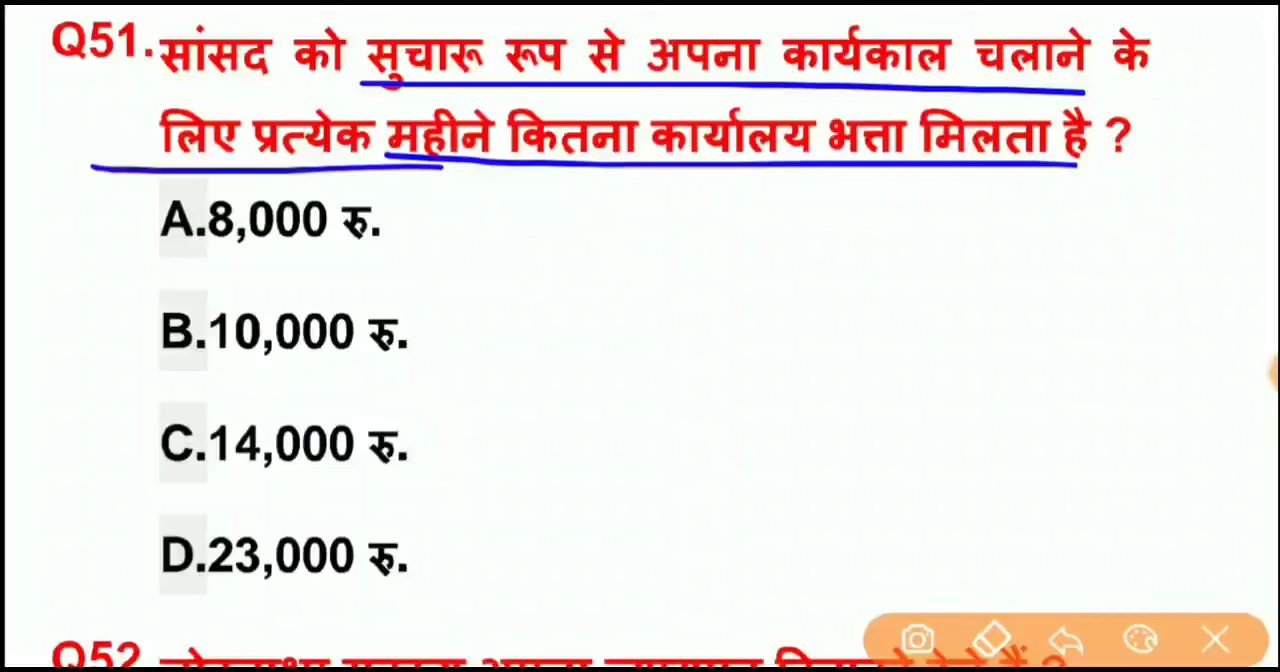 Q51. सांसद को सुचारू रूप से अपना कार्यकाल चलाने के
लिए प्रत्येक महीने कितना कार्यालय भत्ता मिलता है ?
A.8,000 रु.
B.10,000 रु.
C.14,000 रु.
D.23,000 रु.
Q52